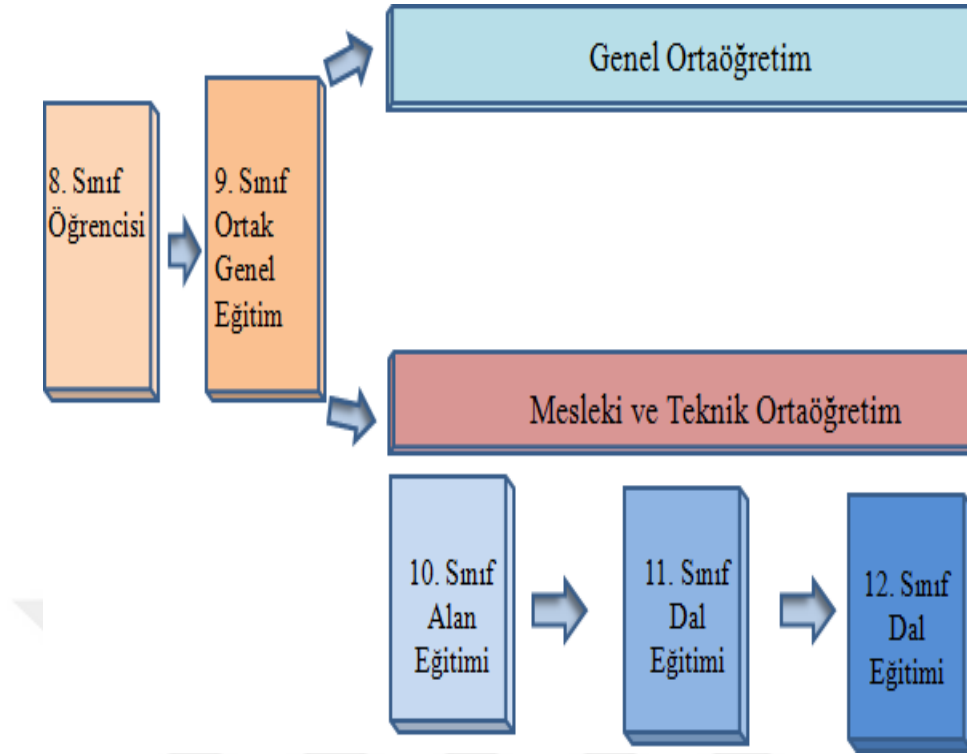 Genel Ortaöğretim
8. Sınıf
Öğrencisi
9. Sınıf
Ortak
Genel
Eğitim
Mesleki ve Teknik Ortaöğretim
10. Sınıf
Alan
Eğitimi
11. Sınıf
Dal
Eğitimi
12. Sınıf
Dal
Eğitimi